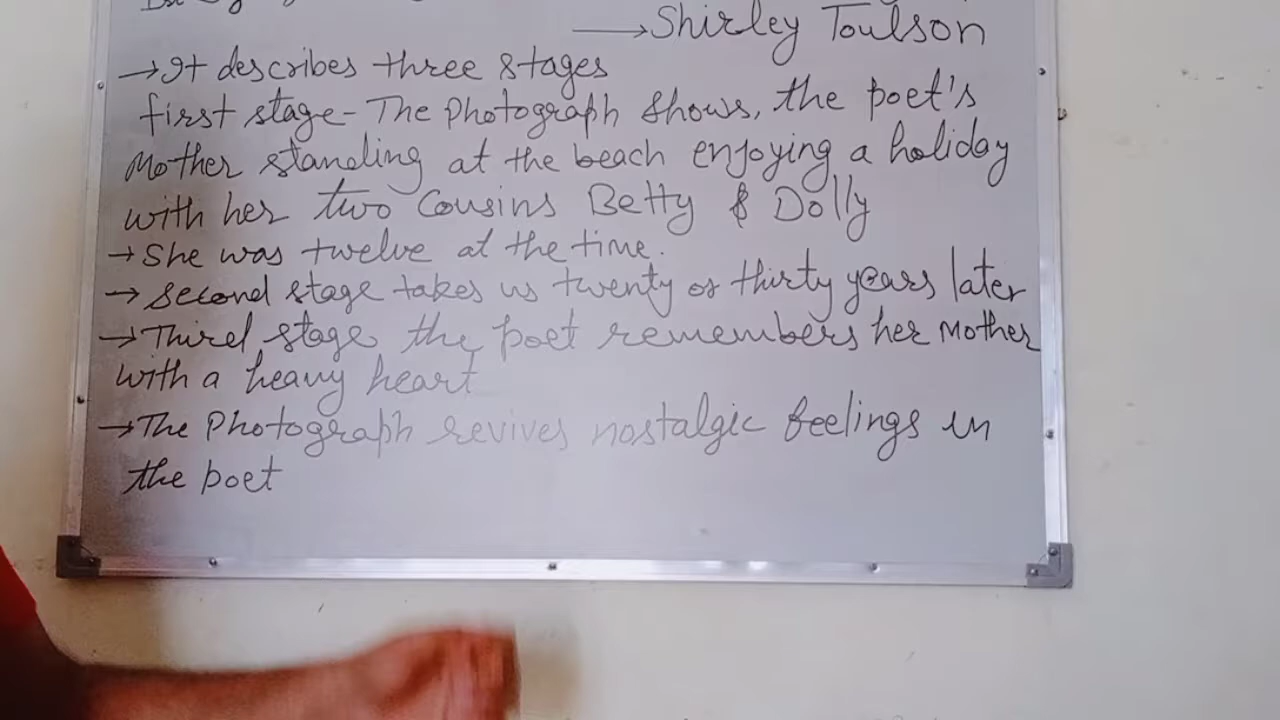 Shirley Toulson
→It describes three stages
first stage- The Photograph shows, the poet's
Mother standing at the beach enjoying a holiday
with her two Cousins Betty & Dolly
→She was twelve at the time.
→ Second stage takes us twenty or thirty years later
→Third stage the poet remembers her Mother
with a heavy heart
→The Photograph revives nostalgic feelings in
the poet